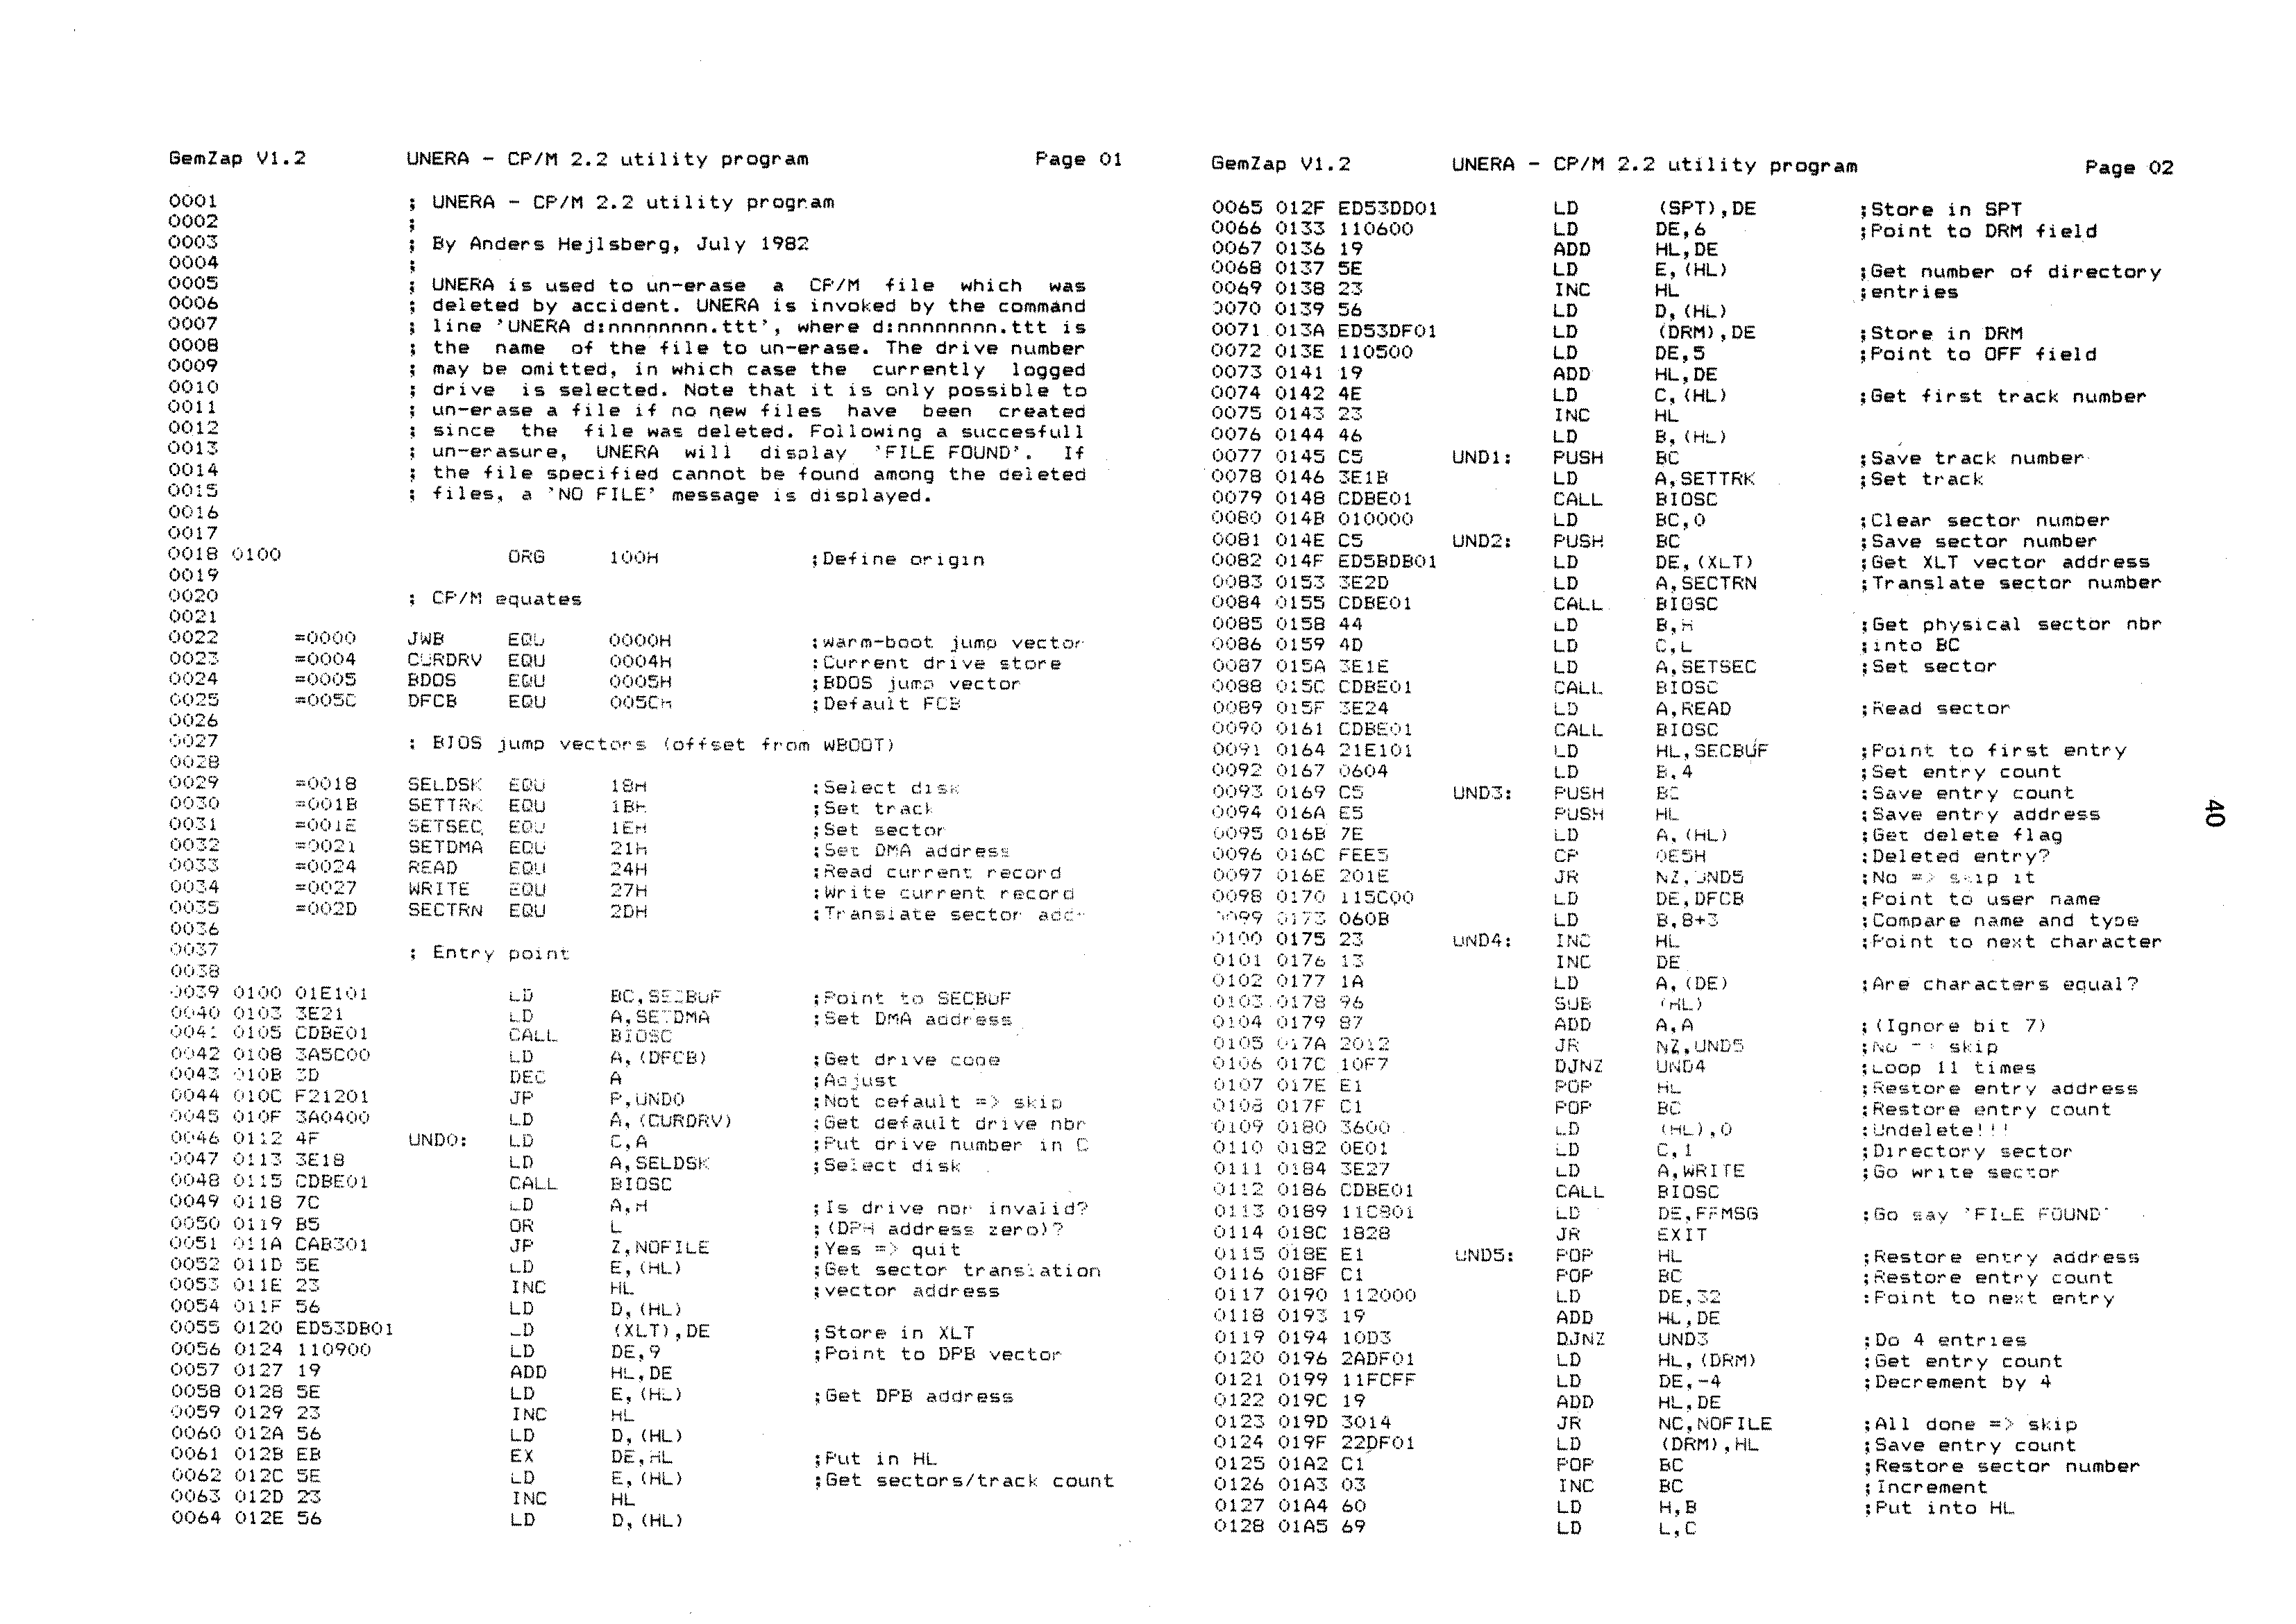 GemZap V1.2 UNERA - CP/M 2.2 utility program Page 01
0001 ; UNERA - CP/M 2.2 utility program
0002 ;
0003 ; By Anders Hejlsberg, July 1982
0004 ;
0005 ; UNERA is used to un-erase a CP/M file which was
0006 ; deleted by accident. UNERA is invoked by the command
0007 ; line 'UNERA d:nnnnnnnn.ttt', where d:nnnnnnnn.ttt is
0008 ; the name of the file to un-erase. The drive number
0009 ; may be omitted, in which case the currently logged
0010 ; drive is selected. Note that it is only possible to
0011 ; un-erase a file if no new files have been created
0012 ; since the file was deleted. Following a succesfull
0013 ; un-erasure, UNERA will display 'FILE FOUND'. If
0014 ; the file specified cannot be found among the deleted
0015 ; files, a 'NO FILE' message is displayed.
0016
0017
0018 0100 ORG 100H ;Define origin
0019
0020 ; CP/M equates
0021
0022 =0000 JWB EQU 0000H ;warm-boot jump vector
0023 =0004 CURDRV EQU 0004H ;Current drive store
0024 =0005 BDOS EQU 0005H ;BDOS jump vector
0025 =005C DFCB EQU 005CH ;Default FCB
0026
0027 ; BIOS jump vectors (offset from WBOOT)
0028
0029 =0018 SELDSK EQU 18H ;Select disk
0030 =001B SETTRK EQU 1BH ;Set track
0031 =001E SETSEC EQU 1EH ;Set sector
0032 =0021 SETDMA EQU 21H ;Set DMA address
0033 =0024 READ EQU 24H ;Read current record
0034 =0027 WRITE EQU 27H ;Write current record
0035 =002D SECTRN EQU 2DH ;Translate sector addr
0036
0037 ; Entry point
0038
0039 0100 01E101 LD BC,SECBUF ;Point to SECBUF
0040 0103 3E21 LD A,SETDMA ;Set DMA address
0041 0105 CDBE01 CALL BIOSC
0042 0108 3A5C00 LD A,(DFCB) ;Get drive code
0043 010B 3D DEC A ;Adjust
0044 010C F21201 JP P,UND0 ;Not default => skip
0045 010F 3A0400 LD A,(CURDRV) ;Get default drive nbr
0046 0112 4F UND0: LD C,A ;Put drive number in C
0047 0113 3E18 LD A,SELDSK ;Select disk
0048 0115 CDBE01 CALL BIOSC
0049 0118 7C LD A,H ;Is drive nbr invalid?
0050 0119 B5 OR L ;(DPH address zero)?
0051 011A CAB301 JP Z,NOFILE ;Yes => quit
0052 011D 5E LD E,(HL) ;Get sector translation
0053 011E 23 INC HL ;vector address
0054 011F 56 LD D,(HL)
0055 0120 ED53DB01 LD (XLT),DE ;Store in XLT
0056 0124 110900 LD DE,9 ;Point to DPB vector
0057 0127 19 ADD HL,DE
0058 0128 5E LD E,(HL) ;Get DPB address
0059 0129 23 INC HL
0060 012A 56 LD D,(HL)
0061 012B EB EX DE,HL ;Put in HL
0062 012C 5E LD E,(HL) ;Get sectors/track count
0063 012D 23 INC HL
0064 012E 56 LD D,(HL)
GemZap V1.2 UNERA - CP/M 2.2 utility program Page 02
0065 012F ED53DD01 LD (SPT),DE ;Store in SPT
0066 0133 110600 LD DE,6 ;Point to DRM field
0067 0136 19 ADD HL,DE
0068 0137 5E LD E,(HL) ;Get number of directory
0069 0138 23 INC HL ;entries
0070 0139 56 LD D,(HL)
0071 013A ED53DF01 LD (DRM),DE ;Store in DRM
0072 013E 110500 LD DE,5 ;Point to OFF field
0073 0141 19 ADD HL,DE
0074 0142 4E LD C,(HL) ;Get first track number
0075 0143 23 INC HL
0076 0144 46 LD B,(HL)
0077 0145 C5 UND1: PUSH BC ;Save track number
0078 0146 3E1B LD A,SETTRK ;Set track
0079 0148 CDBE01 CALL BIOSC
0080 014B 010000 LD BC,0 ;Clear sector number
0081 014E C5 UND2: PUSH BC ;Save sector number
0082 014F ED5BDB01 LD DE,(XLT) ;Get XLT vector address
0083 0153 3E2D LD A,SECTRN ;Translate sector number
0084 0155 CDBE01 CALL BIOSC
0085 0158 44 LD B,H ;Get physical sector nbr
0086 0159 4D LD C,L ;into BC
0087 015A 3E1E LD A,SETSEC ;Set sector
0088 015C CDBE01 CALL BIOSC
0089 015F 3E24 LD A,READ ;Read sector
0090 0161 CDBE01 CALL BIOSC
0091 0164 21E101 LD HL,SECBUF ;Point to first entry
0092 0167 0604 LD B,4 ;Set entry count
0093 0169 C5 UND3: PUSH BC ;Save entry count
0094 016A E5 PUSH HL ;Save entry address
0095 016B 7E LD A,(HL) ;Get delete flag
0096 016C FEE5 CP 0E5H ;Deleted entry?
0097 016E 201E JR NZ,UND5 ;No => skip it
0098 0170 115C00 LD DE,DFCB ;Point to user name
0099 0173 060B LD B,8+3 ;Compare name and type
0100 0175 23 UND4: INC HL ;Point to next character
0101 0176 13 INC DE
0102 0177 1A LD A,(DE) ;Are characters equal?
0103 0178 96 SUB (HL)
0104 0179 87 ADD A,A ;(Ignore bit 7)
0105 017A 2012 JR NZ,UND5 ;No => skip
0106 017C 10F7 DJNZ UND4 ;Loop 11 times
0107 017E E1 POP HL ;Restore entry address
0108 017F C1 POP BC ;Restore entry count
0109 0180 3600 LD (HL),0 ;Undelete!!!
0110 0182 0E01 LD C,1 ;Directory sector
0111 0184 3E27 LD A,WRITE ;Go write sector
0112 0186 CDBE01 CALL BIOSC
0113 0189 11C801 LD DE,FFMSG ;Go say 'FILE FOUND'
0114 018C 1828 JR EXIT
0115 018E E1 UND5: POP HL ;Restore entry address
0116 018F C1 POP BC ;Restore entry count
0117 0190 112000 LD DE,32 ;Point to next entry
0118 0193 19 ADD HL,DE
0119 0194 10D3 DJNZ UND3 ;Do 4 entries
0120 0196 2ADF01 LD HL,(DRM) ;Get entry count
0121 0199 11FCFF LD DE,-4 ;Decrement by 4
0122 019C 19 ADD HL,DE
0123 019D 3014 JR NC,NOFILE ;All done => skip
0124 019F 22DF01 LD (DRM),HL ;Save entry count
0125 01A2 C1 POP BC ;Restore sector number
0126 01A3 03 INC BC ;Increment
0127 01A4 60 LD H,B ;Put into HL
0128 01A5 69 LD L,C
40